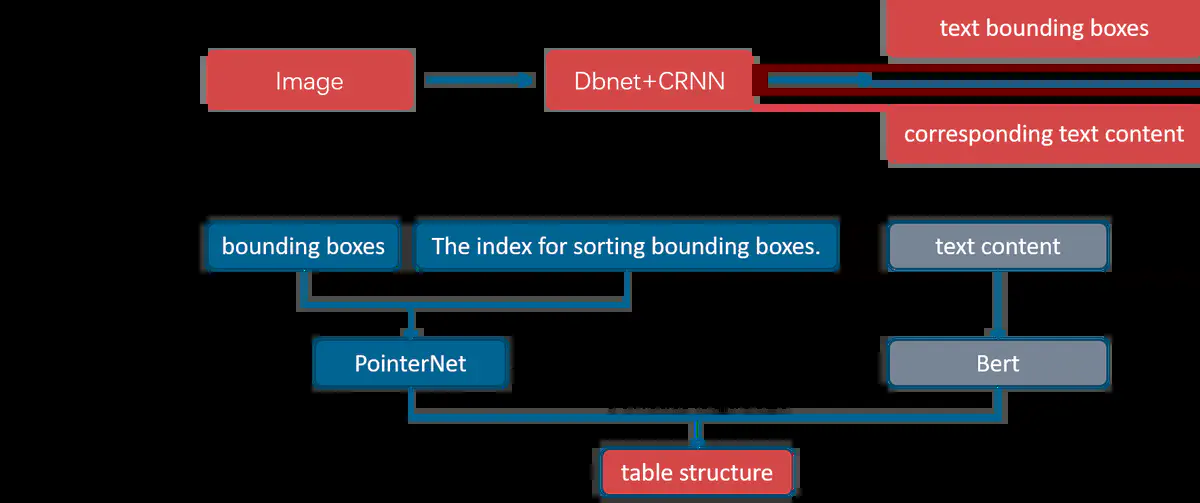 text bounding boxes
Image
Dbnet+CRNN
corresponding text content
bounding boxes
The index for sorting bounding boxes.
text content
PointerNet
Bert
table structure